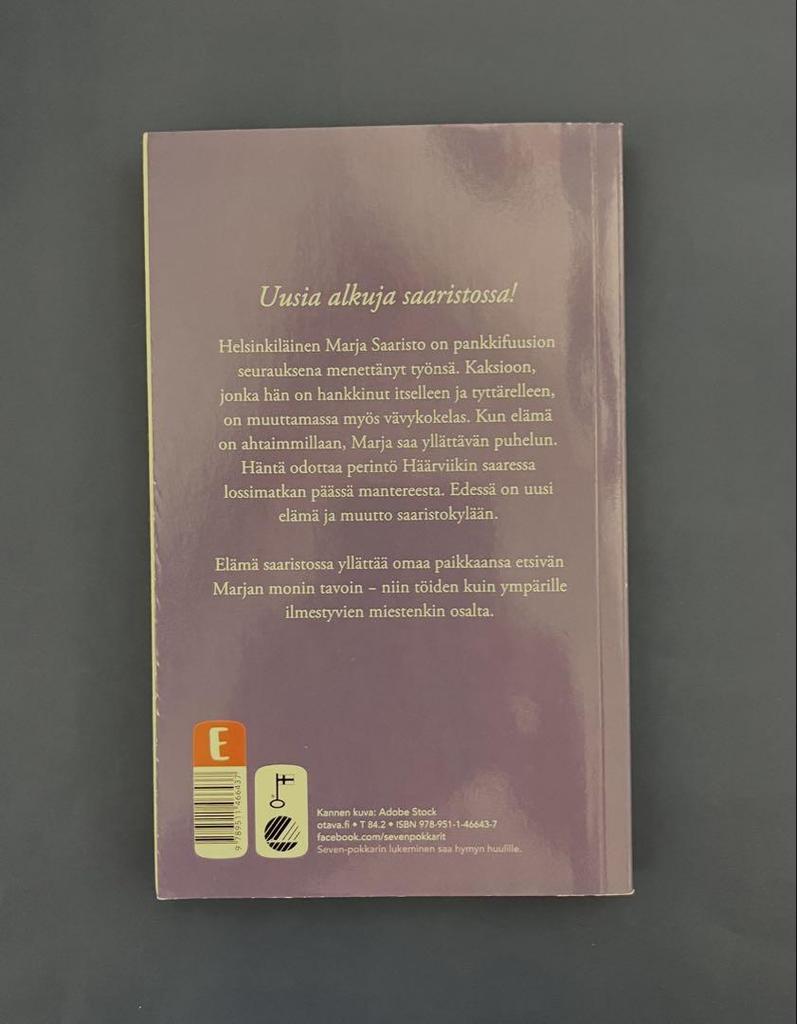 Uusia alkuja saaristossa!
Helsinkiläinen Marja Saaristo on pankkifuusion
seurauksena menettänyt työnsä. Kaksioon,
jonka hän on hankkinut itselleen ja tyttärelleen,
on muuttamassa myös vävykokelas. Kun elämä
on ahtaimmillaan, Marja saa yllättävän puhelun.
Häntä odottaa perintö Häärviikin saaressa
lossimatkan päässä mantereesta. Edessä on uusi
elämä ja muutto saaristokylään.
Elämä saaristossa yllättää omaa paikkaansa etsivän
Marjan monin tavoin – niin töiden kuin ympärille
ilmestyvien miestenkin osalta.
E
9 789511 466437
Kannen kuva: Adobe Stock
otava.fi • T 84.2 • ISBN 978-951-1-46643-7
facebook.com/sevenpokkarit
Seven-pokkarin lukeminen saa hymyn huulille.